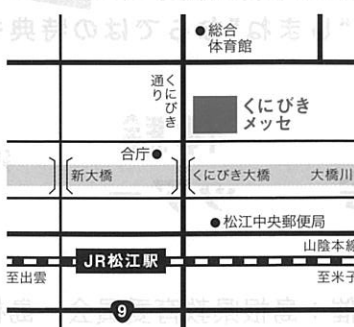 総合
体育館
くにびき
通り
くにびき
メッセ
合庁
新大橋
くにびき大橋
大橋川
松江中央郵便局
山陰本線
JR松江駅
至出雲
至米子
9